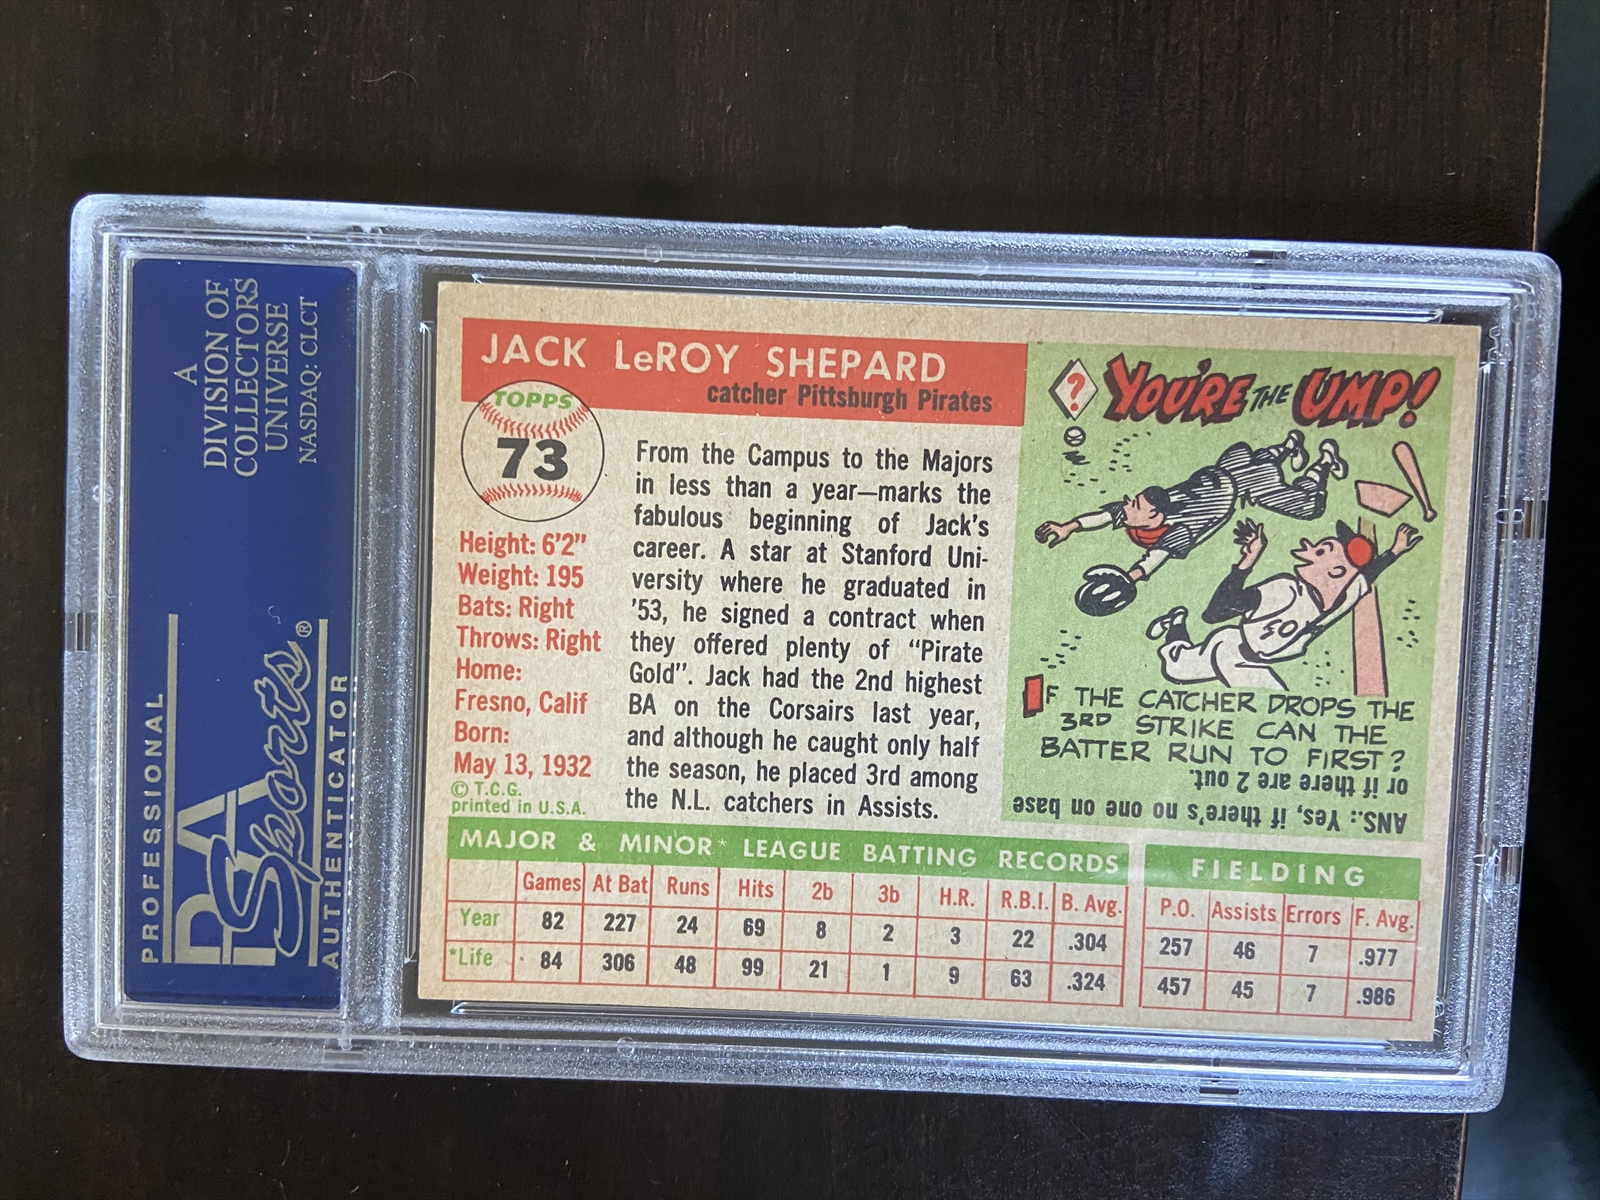 A
DIVISION OF
COLLECTORS
UNIVERSE
NASDAQ: CLCT
PROFESSIONAL
PSA
Sports®
AUTHENTICATOR
JACK LeROY SHEPARD
catcher Pittsburgh Pirates
TOPPS
73
Height: 6'2"
Weight: 195
Bats: Right
Throws: Right
Home:
Fresno, Calif
Born:
May 13, 1932
© T.C.G.
printed in U.S.A.
From the Campus to the Majors
in less than a year—marks the
fabulous beginning of Jack's
career. A star at Stanford Uni-
versity where he graduated in
'53, he signed a contract when
they offered plenty of "Pirate
Gold". Jack had the 2nd highest
BA on the Corsairs last year,
and although he caught only half
the season, he placed 3rd among
the N.L. catchers in Assists.
?
YOU'RE THE UMP!
50
IF THE CATCHER DROPS THE
3RD STRIKE CAN THE
BATTER RUN TO FIRST?
ANS.: Yes, if there's no one on base
or if there are 2 out.
MAJOR & MINOR* LEAGUE BATTING RECORDS
Games At Bat Runs Hits 2b 3b H.R. R.B.I. B. Avg.
Year 82 227 24 69 8 2 3 22 .304
*Life 84 306 48 99 21 1 9 63 .324
FIELDING
P.O. Assists Errors F. Avg.
257 46 7 .977
457 45 7 .986